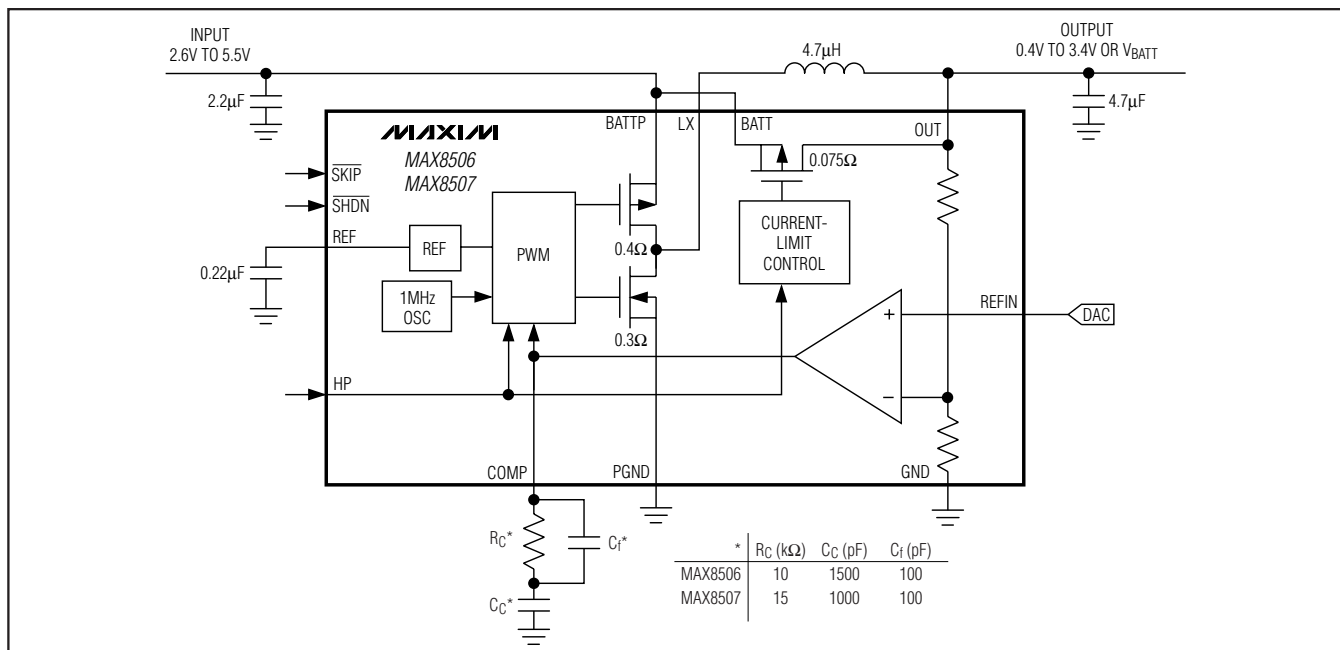 INPUT
2.6V TO 5.5V
4.7µH
OUTPUT
0.4V TO 3.4V OR VBATT
2.2µF
4.7µF
BATTP
LX
BATT
OUT
MAXIM
MAX8506
MAX8507
0.075Ω
SKIP
SHDN
REF
REF
PWM
0.4Ω
CURRENT-
LIMIT
CONTROL
0.22µF
1MHz
OSC
REFIN
DAC
+
0.3Ω
HP
−
COMP
PGND
GND
RC*
Cf*
CC*
* RC (kΩ) CC (pF) Cf (pF)
MAX8506 10 1500 100
MAX8507 15 1000 100